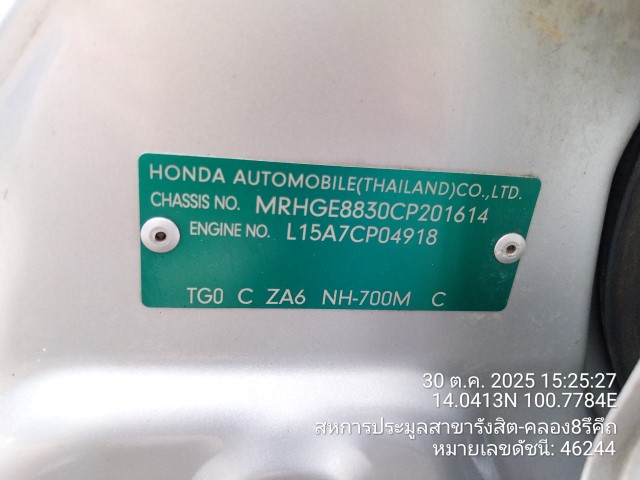 HONDA AUTOMOBILE(THAILAND)CO.,LTD.
CHASSIS NO. MRHGE8830CP201614
ENGINE NO. L15A7CP04918
TG0 C ZA6 NH-700M C
30 ต.ค. 2025 15:25:27
14.0413N 100.7784E
สหการประมูลสาขารังสิต-คลอง8รีคีถ
หมายเลขดัชนี: 46244